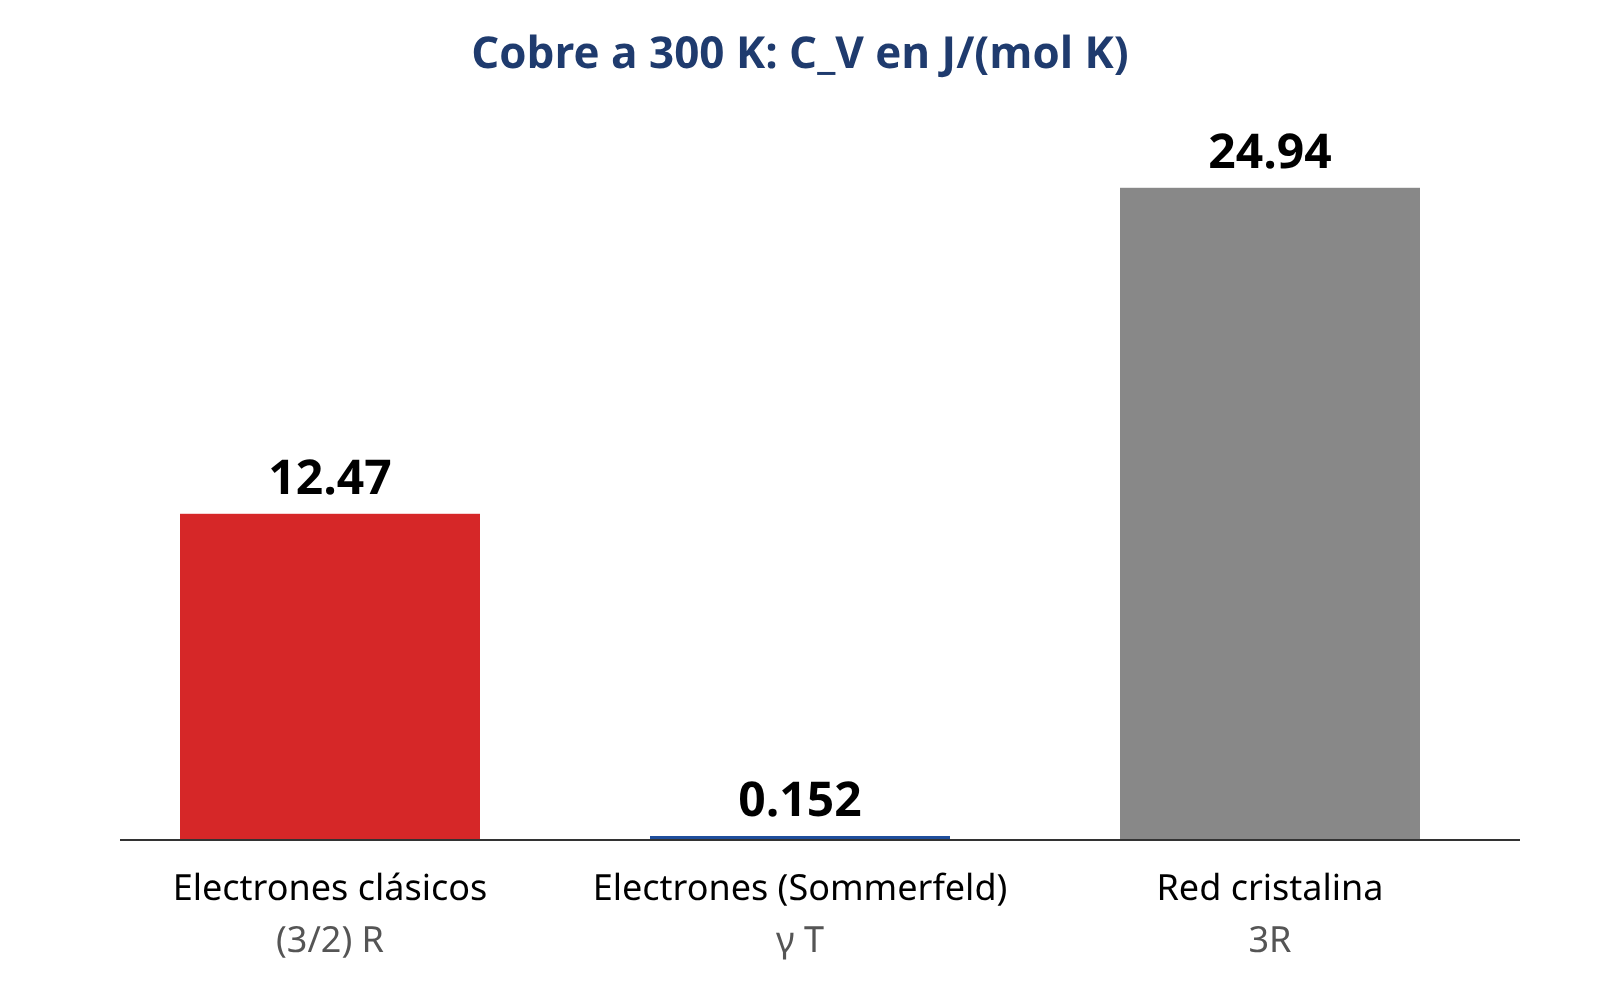 Cobre a 300 K: C_V en J/(mol K)
24.94
12.47
0.152
Electrones clásicos
(3/2) R
Electrones (Sommerfeld)
γ T
Red cristalina
3R